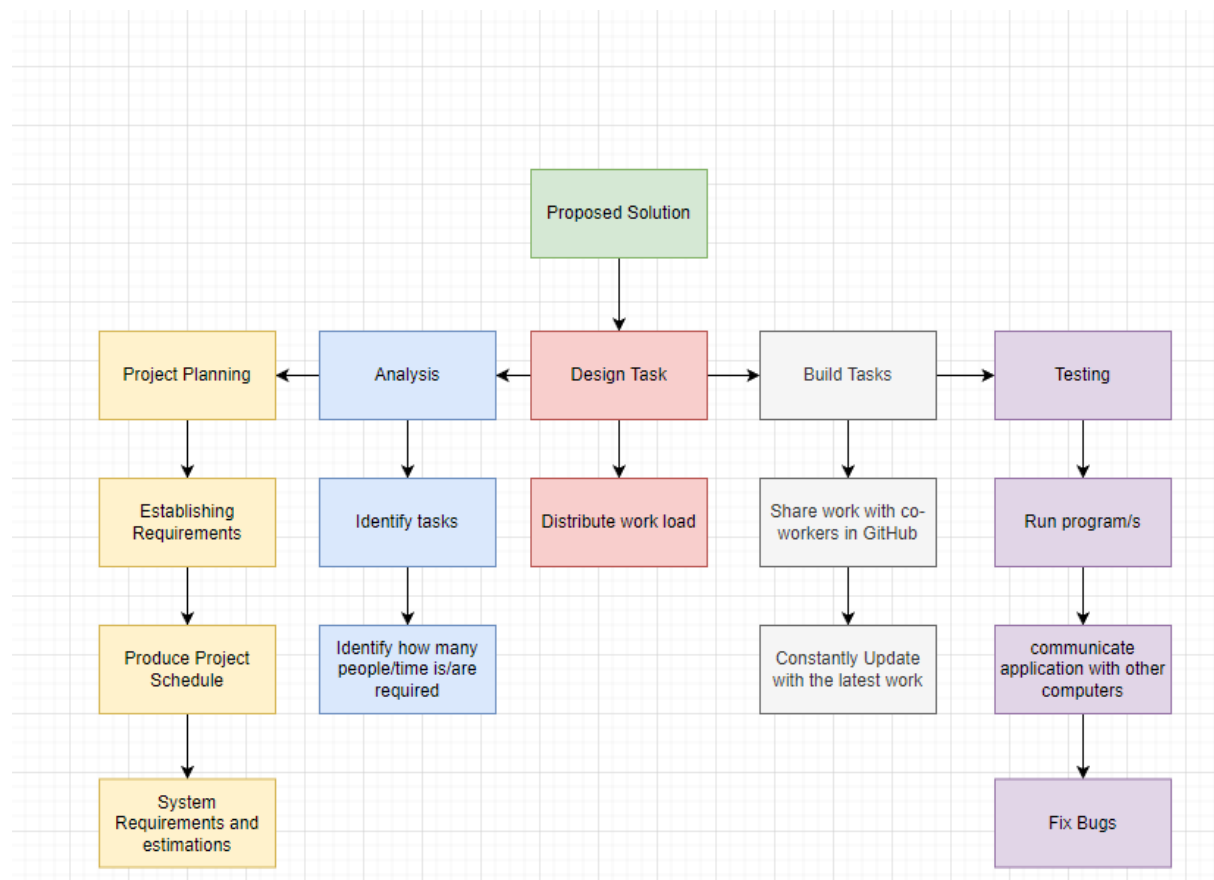 Proposed Solution
Project Planning
Analysis
Design Task
Build Tasks
Testing
Establishing
Requirements
Identify tasks
Distribute work load
Share work with co-
workers in GitHub
Run program/s
Produce Project
Schedule
Identify how many
people/time is/are
required
Constantly Update
with the latest work
communicate
application with other
computers
System
Requirements and
estimations
Fix Bugs